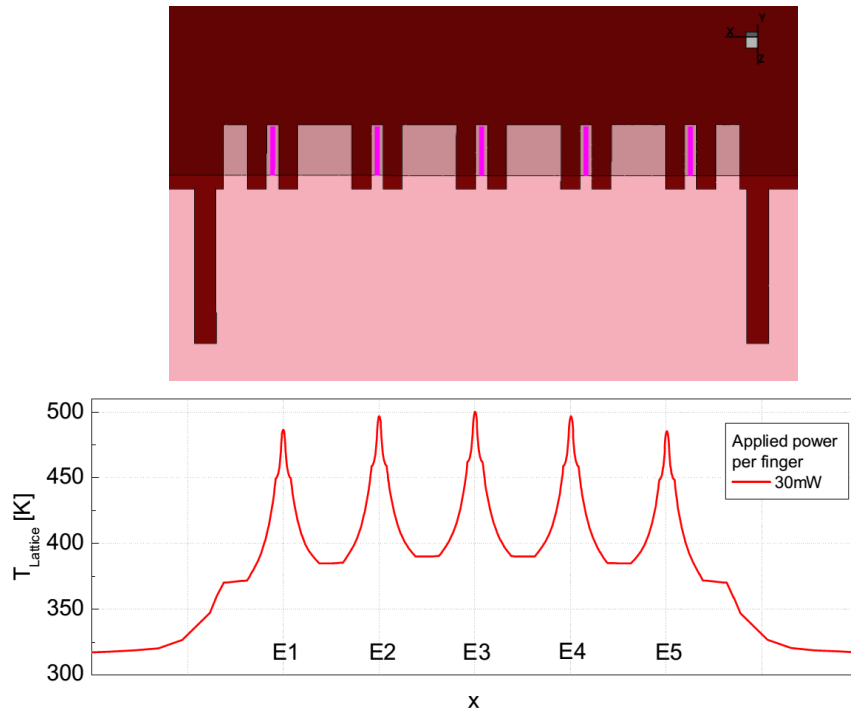 Y
X
Z
500
450
400
350
300
T_Lattice [K]
Applied power
per finger
30mW
E1 E2 E3 E4 E5
x